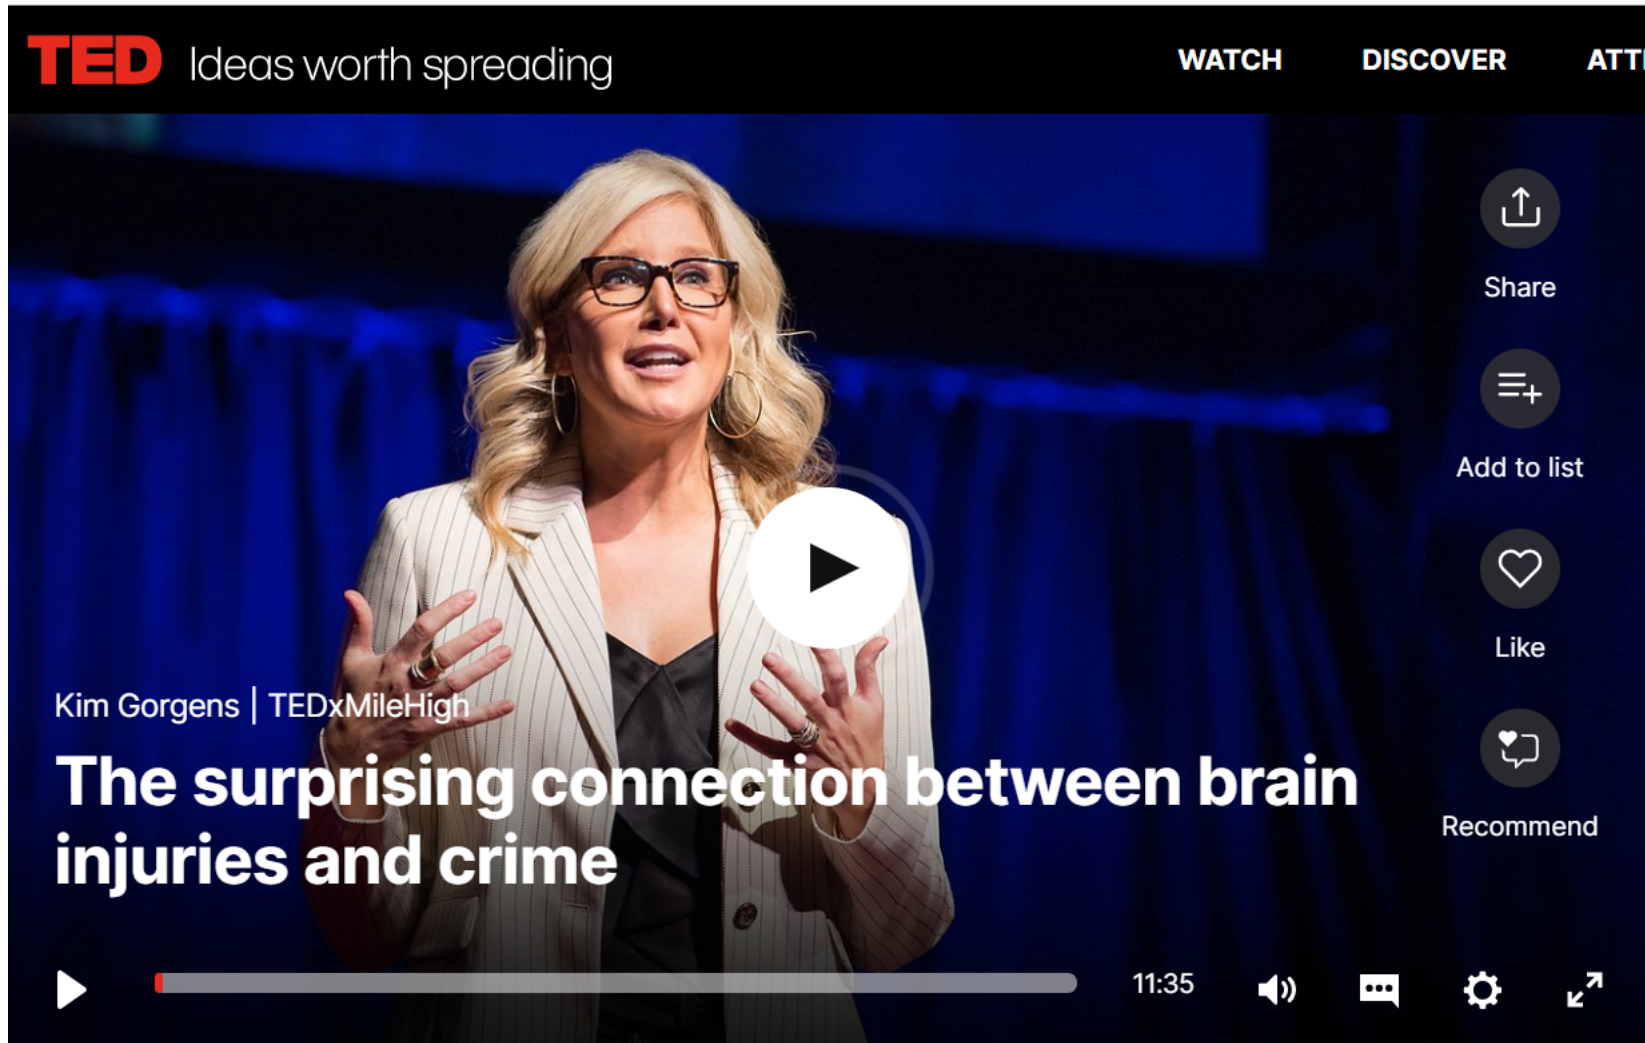 TED Ideas worth spreading WATCH DISCOVER ATT
Share
Add to list
Like
Kim Gorgens | TEDxMileHigh
The surprising connection between brain
injuries and crime
Recommend
11:35